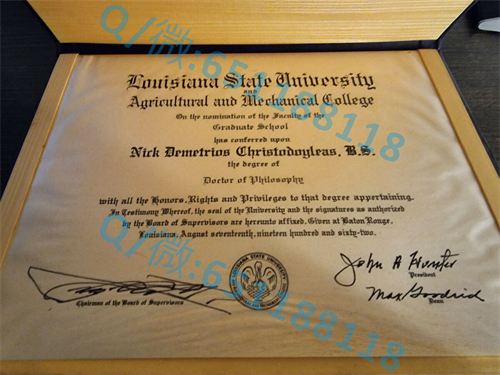 Louisiana State University
and
Agricultural and Mechanical College
On the nomination of the Faculty of the
Graduate School
has conferred upon
Nick Demetrios Christodoyleas, B.S.
the degree of
Doctor of Philosophy
with all the Honors, Rights and Privileges to that degree appertaining.
In Testimony Whereof, the seal of the University and the signatures as authorized
by the Board of Supervisors are hereunto affixed. Given at Baton Rouge,
Louisiana, August seventeenth, nineteen hundred and sixty-two.
John A Hunter
President
Chairman of the Board of Supervisors
Max Goodrich
Dean
Q/微:651188118
Q/微:651188118